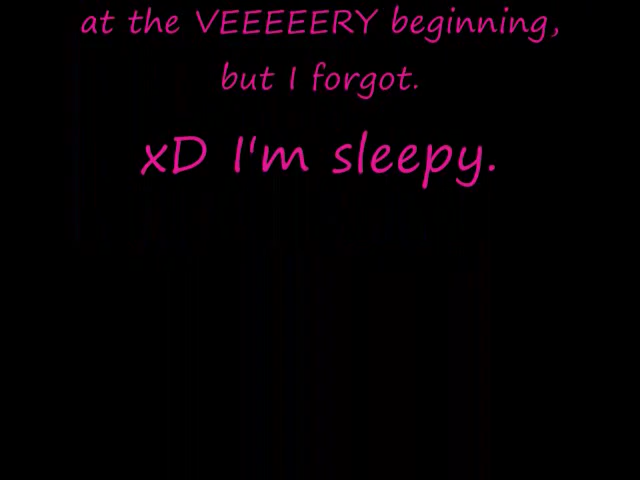 at the VEEEEERY beginning,
but I forgot.
xD I'm sleepy.